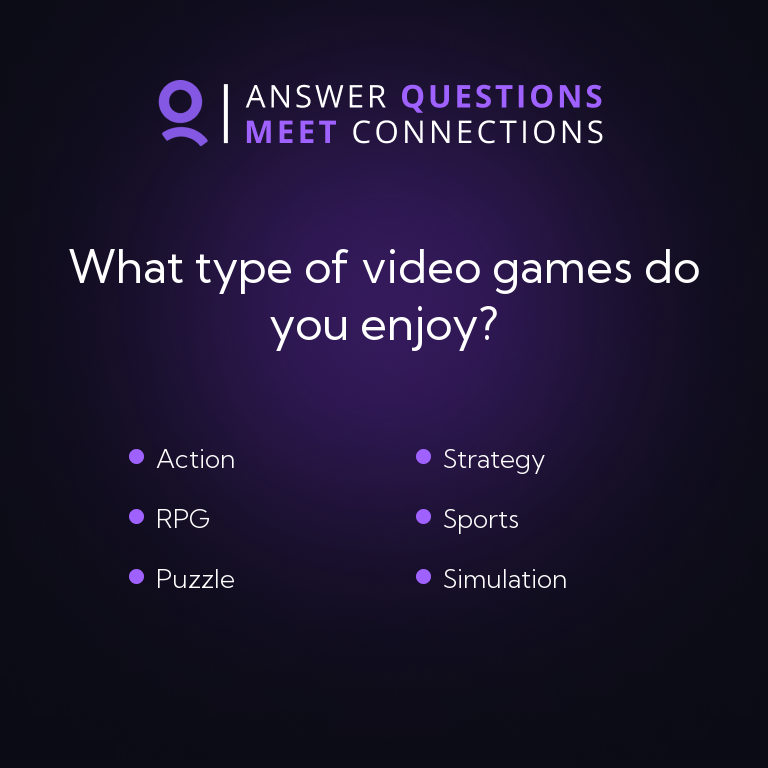 ANSWER QUESTIONS
MEET CONNECTIONS
What type of video games do
you enjoy?
Action
RPG
Puzzle
Strategy
Sports
Simulation